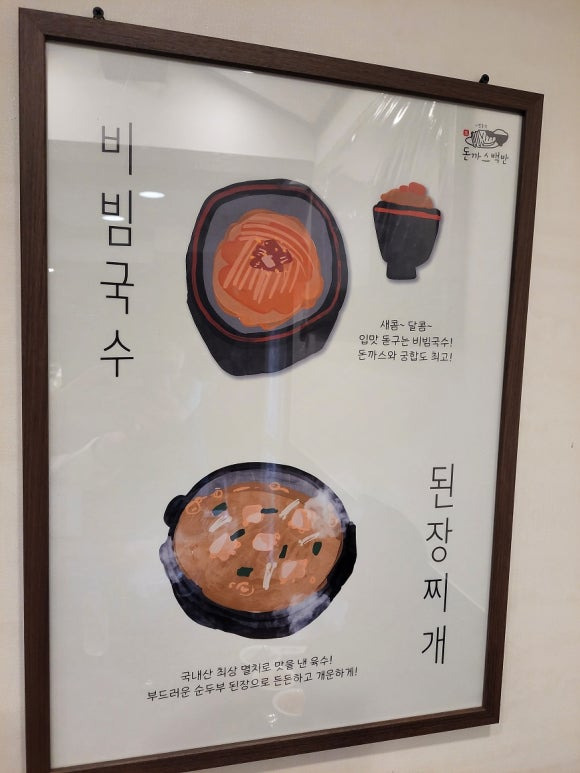 돈까스백반
비빔국수
새콤~ 달콤~
입맛 돋구는 비빔국수!
돈까스와 궁합도 최고!
된장찌개
국내산 최상 멸치로 맛을 낸 육수!
부드러운 순두부 된장으로 든든하고 개운하게!